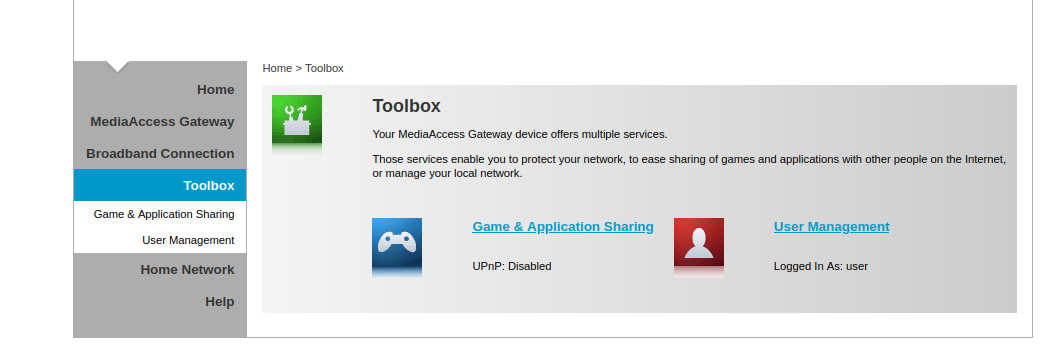 Home > Toolbox
Home
MediaAccess Gateway
Broadband Connection
Toolbox
Game & Application Sharing
User Management
Home Network
Help
Toolbox
Your MediaAccess Gateway device offers multiple services.
Those services enable you to protect your network, to ease sharing of games and applications with other people on the Internet,
or manage your local network.
Game & Application Sharing
UPnP: Disabled
User Management
Logged In As: user